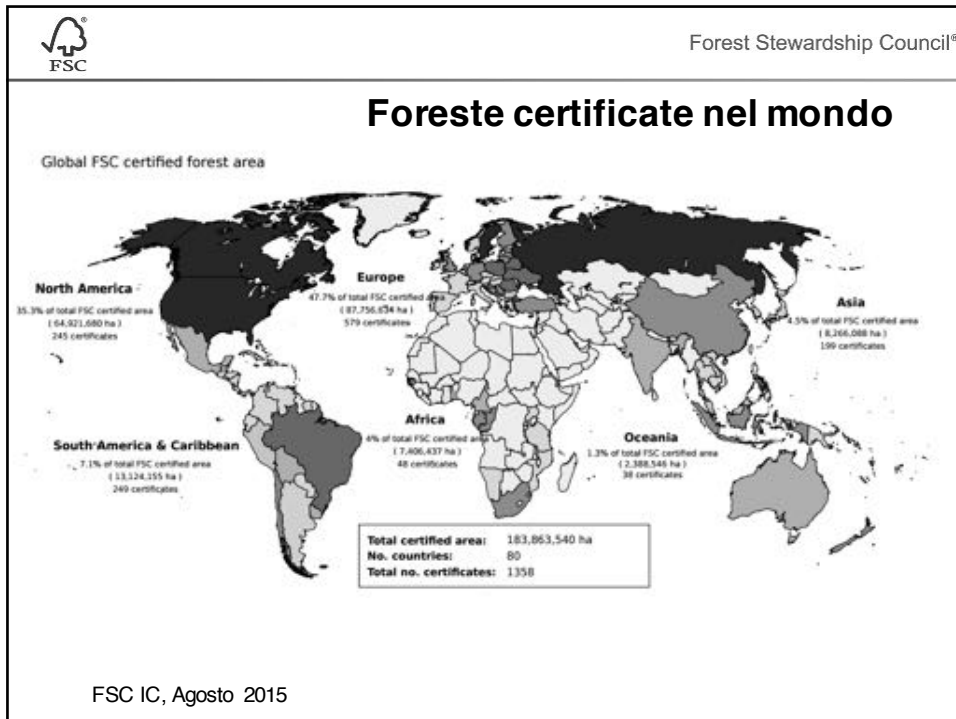 FSC
Forest Stewardship Council®
Foreste certificate nel mondo
Global FSC certified forest area
North America
35.3% of total FSC certified area
( 64,921,680 ha )
245 certificates
Europe
47.7% of total FSC certified area
( 87,756,634 ha )
579 certificates
Asia
4.5% of total FSC certified area
( 8,266,088 ha )
199 certificates
South America & Caribbean
7.1% of total FSC certified area
( 13,124,155 ha )
249 certificates
Africa
4% of total FSC certified area
( 7,406,437 ha )
48 certificates
Oceania
1.3% of total FSC certified area
( 2,388,546 ha )
38 certificates
Total certified area: 183,863,540 ha
No. countries: 80
Total no. certificates: 1358
FSC IC, Agosto 2015